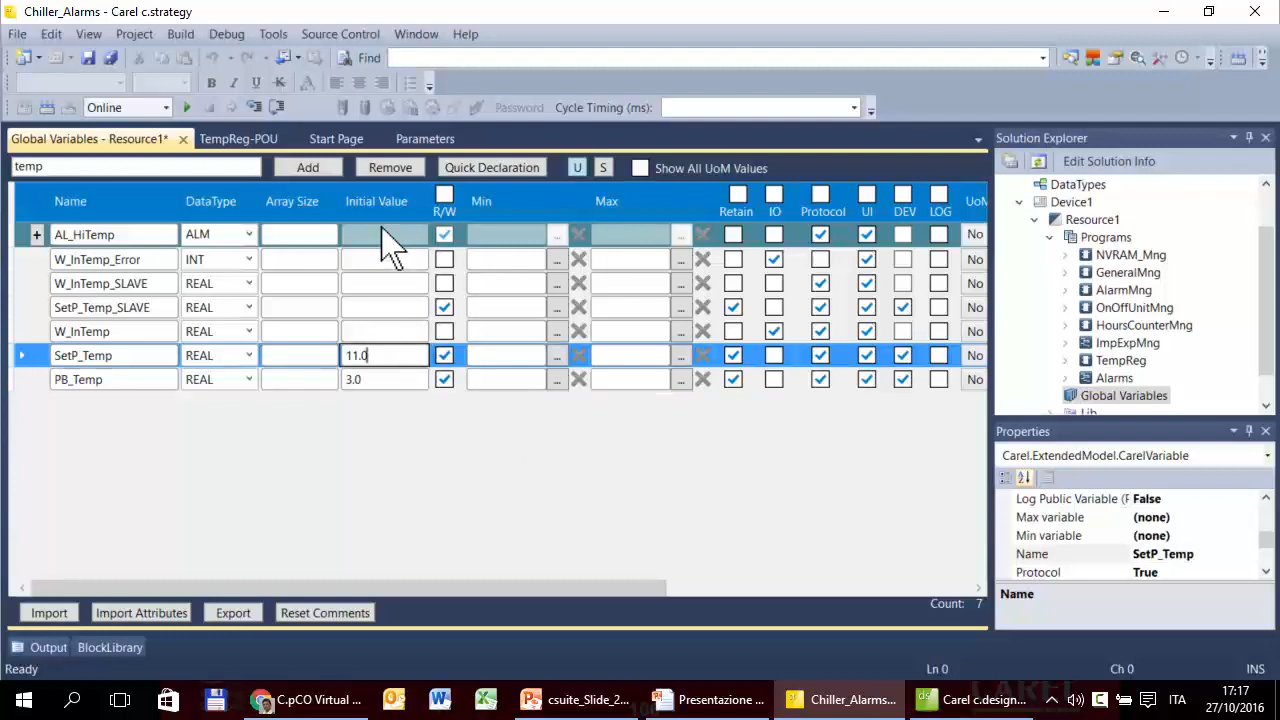 Chiller_Alarms - Carel c.strategy
File Edit View Project Build Debug Tools Source Control Window Help
Find
B I U K A
Online Password Cycle Timing (ms):
Global Variables - Resource1* TempReg-POU Start Page Parameters Solution Explorer
temp Add Remove Quick Declaration U S Show All UoM Values Edit Solution Info
Name DataType Array Size Initial Value R/W Min Max Retain IO Protocol UI DEV LOG UoM
AL_HiTemp ALM ... ... No
W_InTemp_Error INT ... ... No
W_InTemp_SLAVE REAL ... ... No
SetP_Temp_SLAVE REAL ... ... No
W_InTemp REAL ... ... No
SetP_Temp REAL 11.0 ... ... No
PB_Temp REAL 3.0 ... ... No
DataTypes
Device1
Resource1
Programs
NVRAM_Mng
GeneralMng
AlarmMng
OnOffUnitMng
HoursCounterMng
ImpExpMng
TempReg
Alarms
Global Variables
Lib
Properties
Carel.ExtendedModel.CarelVariable
Log Public Variable (F False
Max variable (none)
Min variable (none)
Name SetP_Temp
Protocol True
Name
Import Import Attributes Export Reset Comments Count: 7
Output BlockLibrary
Ready Ln 0 Ch 0 INS
C.pCO Virtual ... csuite_Slide_2... Presentazione ... Chiller_Alarms... Carel c.design... ITA 17:17
27/10/2016